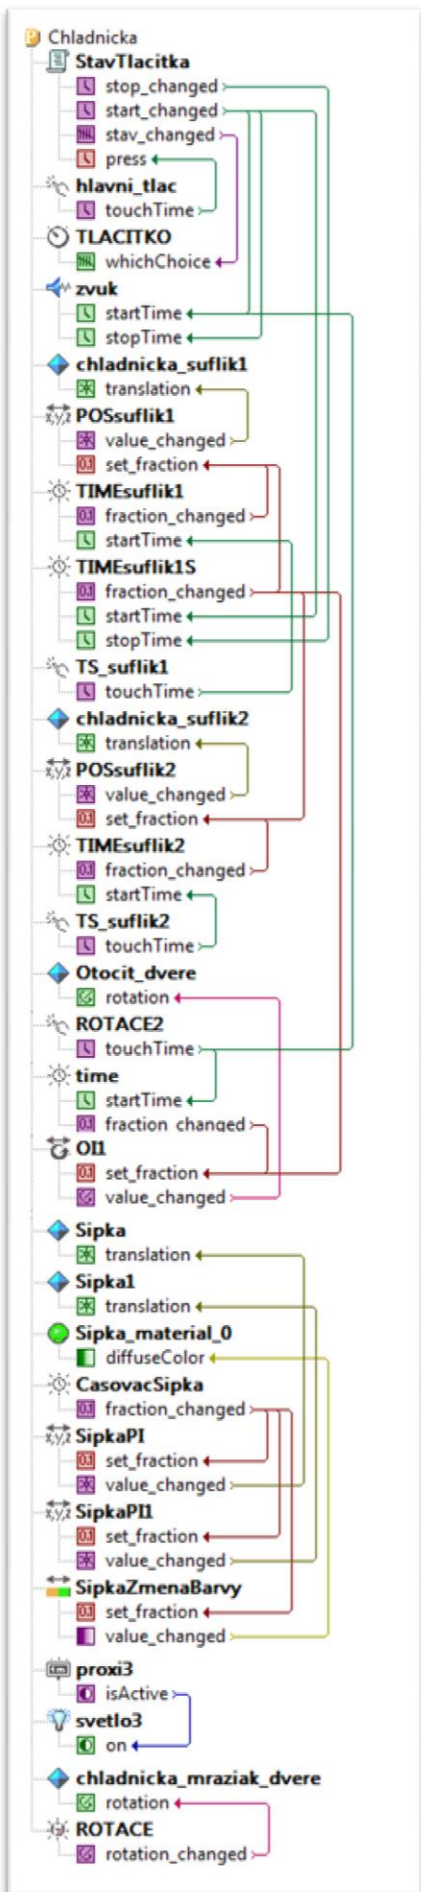 Chladnicka
StavTlacitka
stop_changed
start_changed
stav_changed
press
hlavni_tlac
touchTime
TLACITKO
whichChoice
zvuk
startTime
stopTime
chladnicka_suflik1
translation
POSsuflik1
value_changed
set_fraction
TIMEsuflik1
fraction_changed
startTime
TIMEsuflik1S
fraction_changed
startTime
stopTime
TS_suflik1
touchTime
chladnicka_suflik2
translation
POSsuflik2
value_changed
set_fraction
TIMEsuflik2
fraction_changed
startTime
TS_suflik2
touchTime
Otocit_dvere
rotation
ROTACE2
touchTime
time
startTime
fraction_changed
OI1
set_fraction
value_changed
Sipka
translation
Sipka1
translation
Sipka_material_0
diffuseColor
CasovacSipka
fraction_changed
SipkaPI
set_fraction
value_changed
SipkaPI1
set_fraction
value_changed
SipkaZmenaBarvy
set_fraction
value_changed
proxi3
isActive
svetlo3
on
chladnicka_mraziak_dvere
rotation
ROTACE
rotation_changed